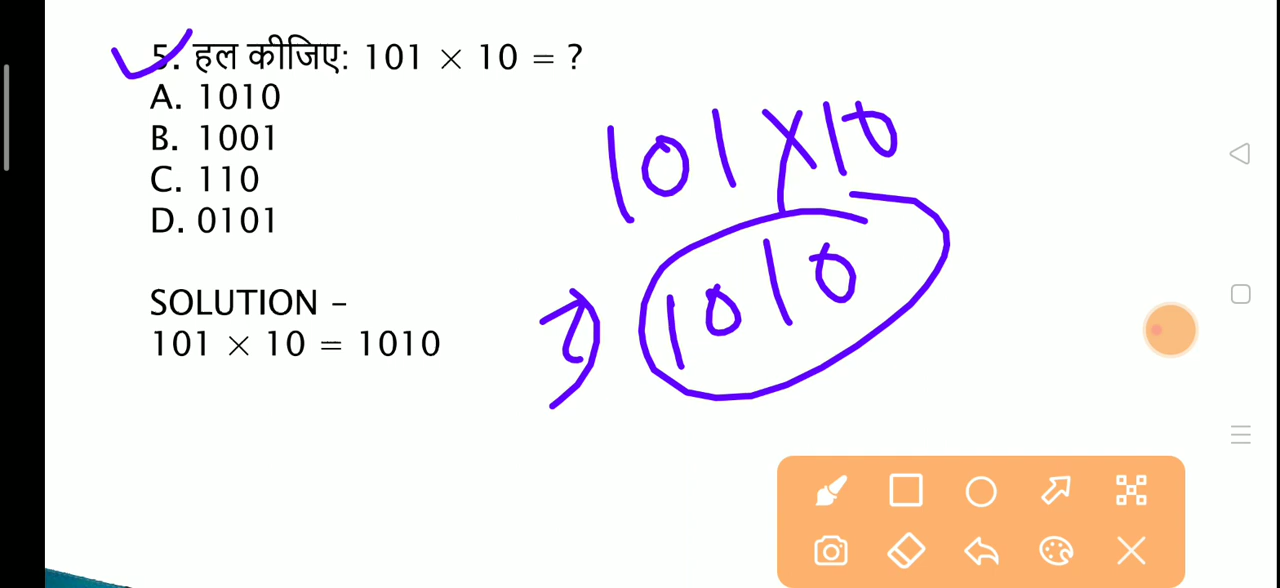 5. हल कीजिए: 101 × 10 = ?
A. 1010
B. 1001
C. 110
D. 0101
101 × 10
1010
SOLUTION –
101 × 10 = 1010